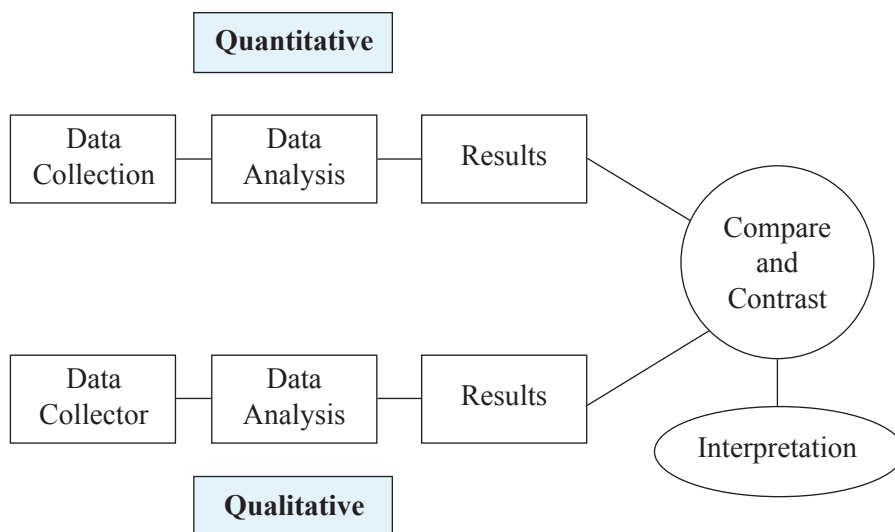 Quantitative
Data
Collection
Data
Analysis
Results
Compare
and
Contrast
Data
Collector
Data
Analysis
Results
Interpretation
Qualitative